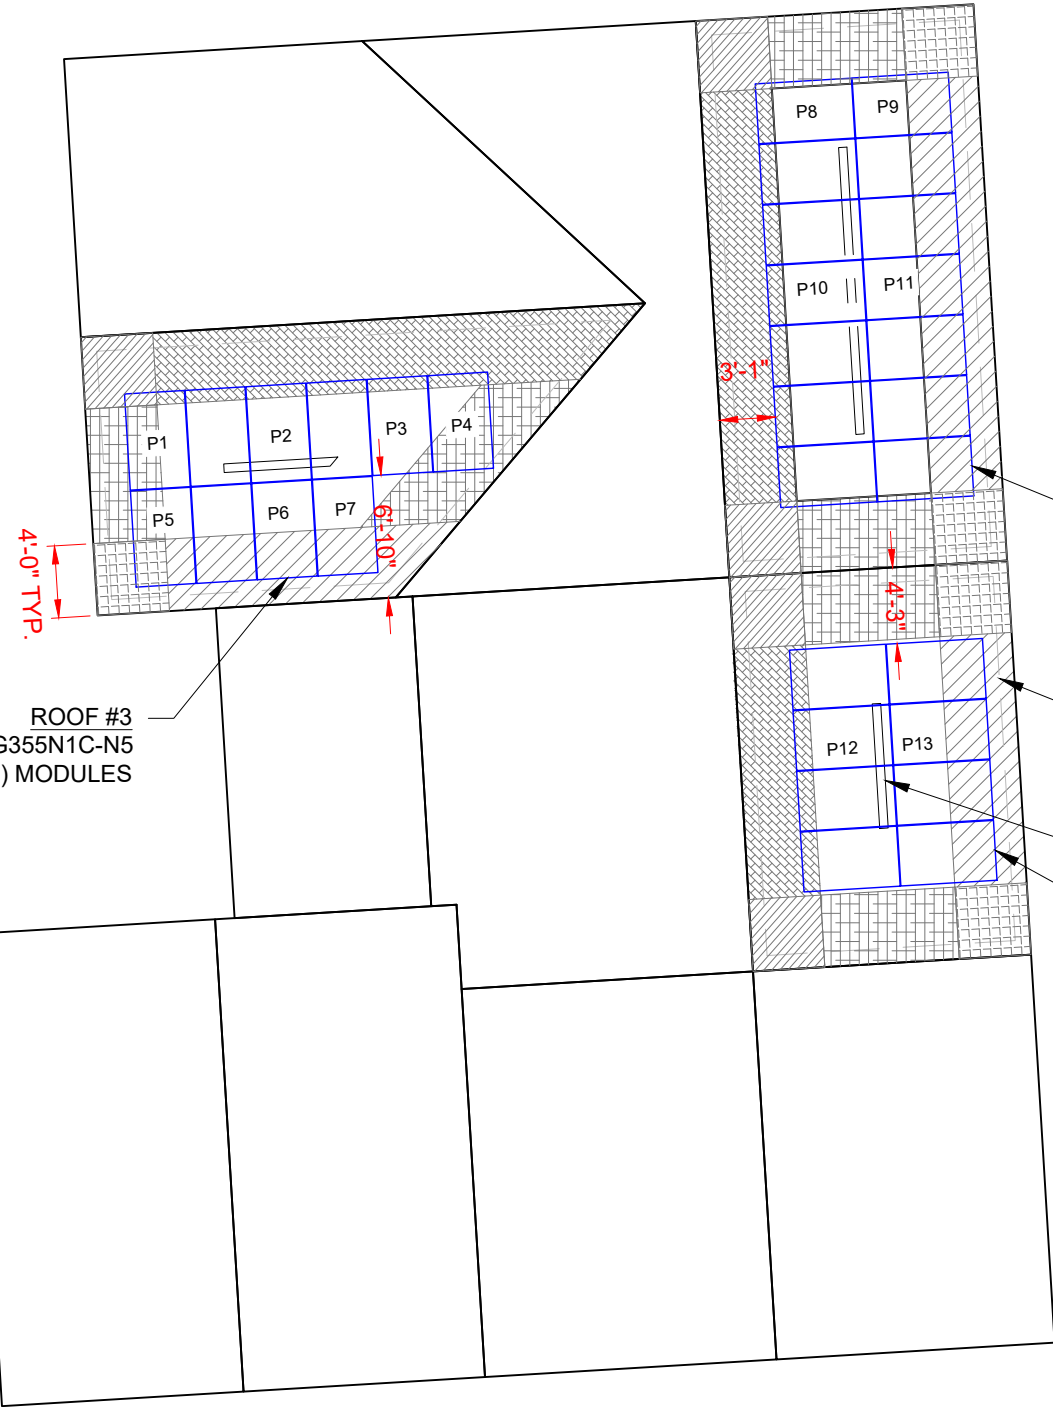 P8
P9
P10
P11
3'-1"
P1
P2
P3
P4
P5
P6
P7
6'-10"
4'-0" TYP.
4'-3"
P12
P13
ROOF #3
G355N1C-N5
) MODULES